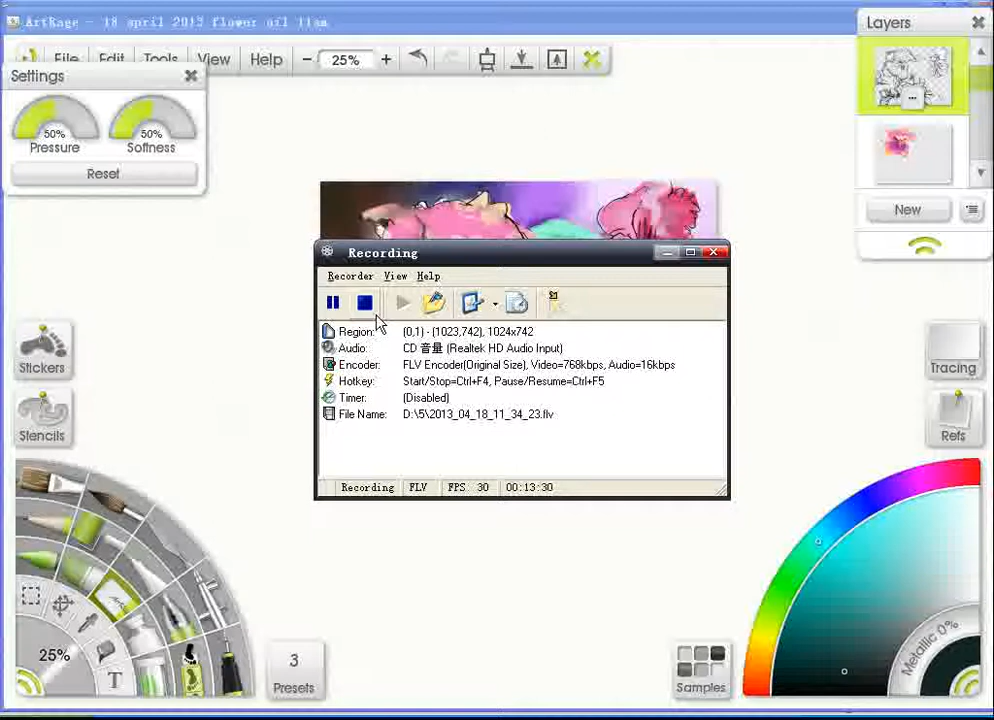 ArtRage - 18 april 2013 flower oil 11am
File Edit Tools View Help 25%
Layers
Settings
50% 50%
Pressure Softness
Reset
New
Recording
Recorder View Help
Region: (0,1) - (1023,742), 1024x742
Audio: CD 音量 (Realtek HD Audio Input)
Encoder: FLV Encoder(Original Size), Video=768kbps, Audio=16kbps
Hotkey: Start/Stop=Ctrl+F4, Pause/Resume=Ctrl+F5
Timer: (Disabled)
File Name: D:\5\2013_04_18_11_34_23.flv
Recording FLV FPS 30 00:13:30
Stickers
Stencils
Tracing
Refs
25%
T
3
Presets
Samples
Metallic 0%